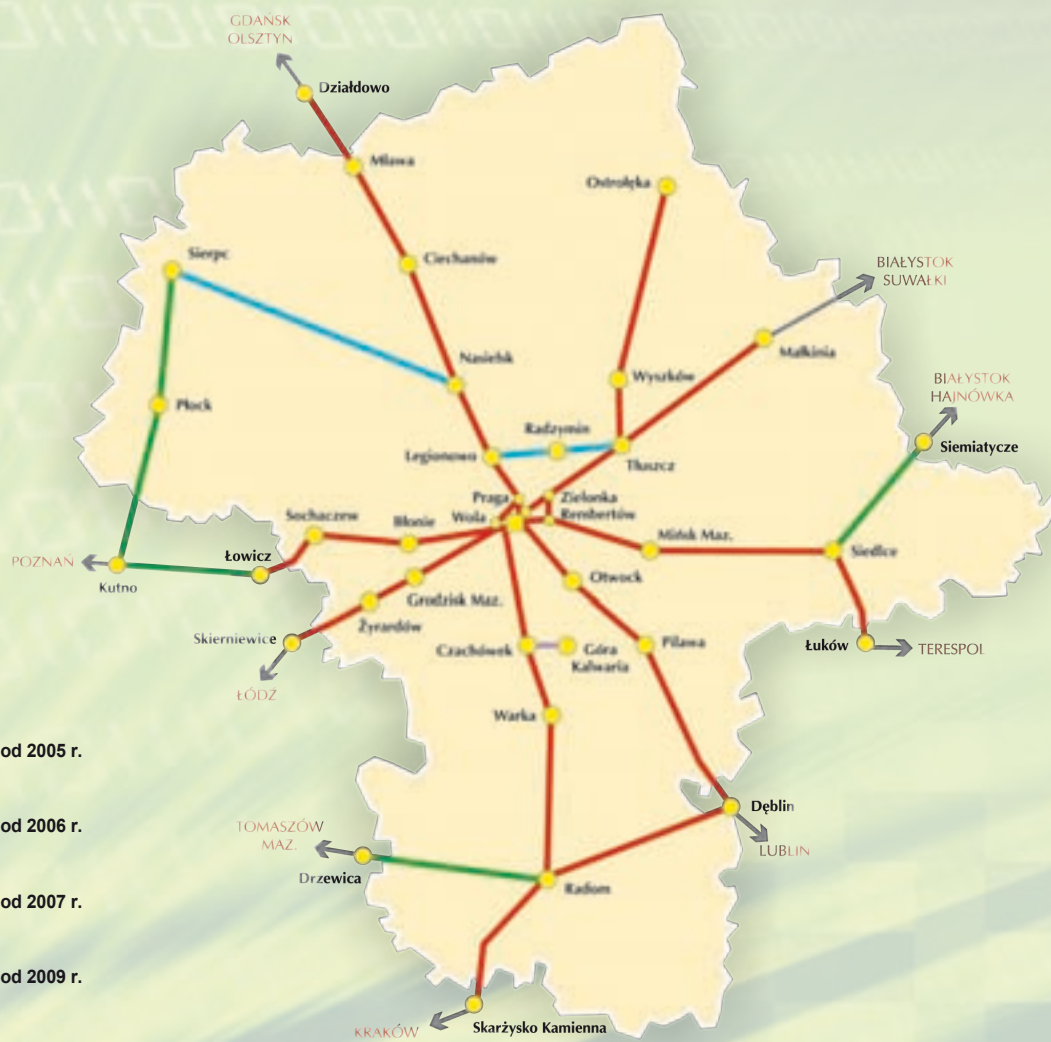 GDAŃSK
OLSZTYN
Działdowo
Mława
Ostrołęka
Sierpc
Ciechanów
BIAŁYSTOK
SUWAŁKI
Nasielsk
Małkinia
Wyszków
BIAŁYSTOK
HAJNÓWKA
Płock
Radzymin
Siemiatycze
Legionowo
Tłuszcz
Praga
Zielonka
Sochaczew
Błonie
Wola
Rembertów
Mińsk Maz.
Siedlce
Łowicz
POZNAŃ
Kutno
Otwock
Grodzisk Maz.
Żyrardów
Skierniewice
Czachówek
Góra
Kalwaria
Pilawa
Łuków
TERESPOL
ŁÓDŹ
Warka
od 2005 r.
Dęblin
od 2006 r.
TOMASZÓW
MAZ.
LUBLIN
Drzewica
Radom
od 2007 r.
od 2009 r.
KRAKÓW
Skarżysko Kamienna